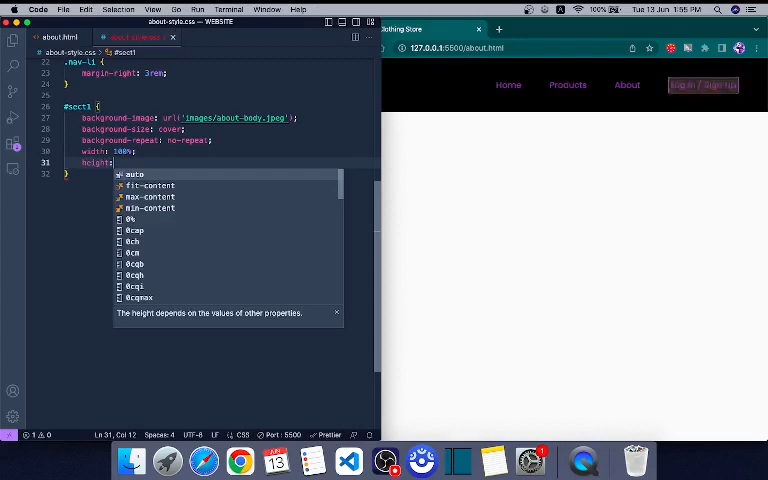 Code File Edit Selection View Go Run Terminal Window Help 100% A Tue 13 Jun 1:55 PM
about-style.css — WEBSITE
about.html
Clothing Store
127.0.0.1:5500/about.html
about-style.css > #sect1
22 .nav-li {
23 margin-right: 3rem;
24 }
25
26 #sect1 {
27 background-image: url('images/about-body.jpeg');
28 background-size: cover;
29 background-repeat: no-repeat;
30 width: 100%;
31 height:
32 }
auto
fit-content
max-content
min-content
0%
0cap
0ch
0cm
0cqb
0cqh
0cqi
0cqmax
The height depends on the values of other properties.
Home Products About Log In / Sign Up
1 0 Ln 31, Col 12 Spaces: 4 UTF-8 LF CSS Port : 5500 Prettier
JUN
13
1